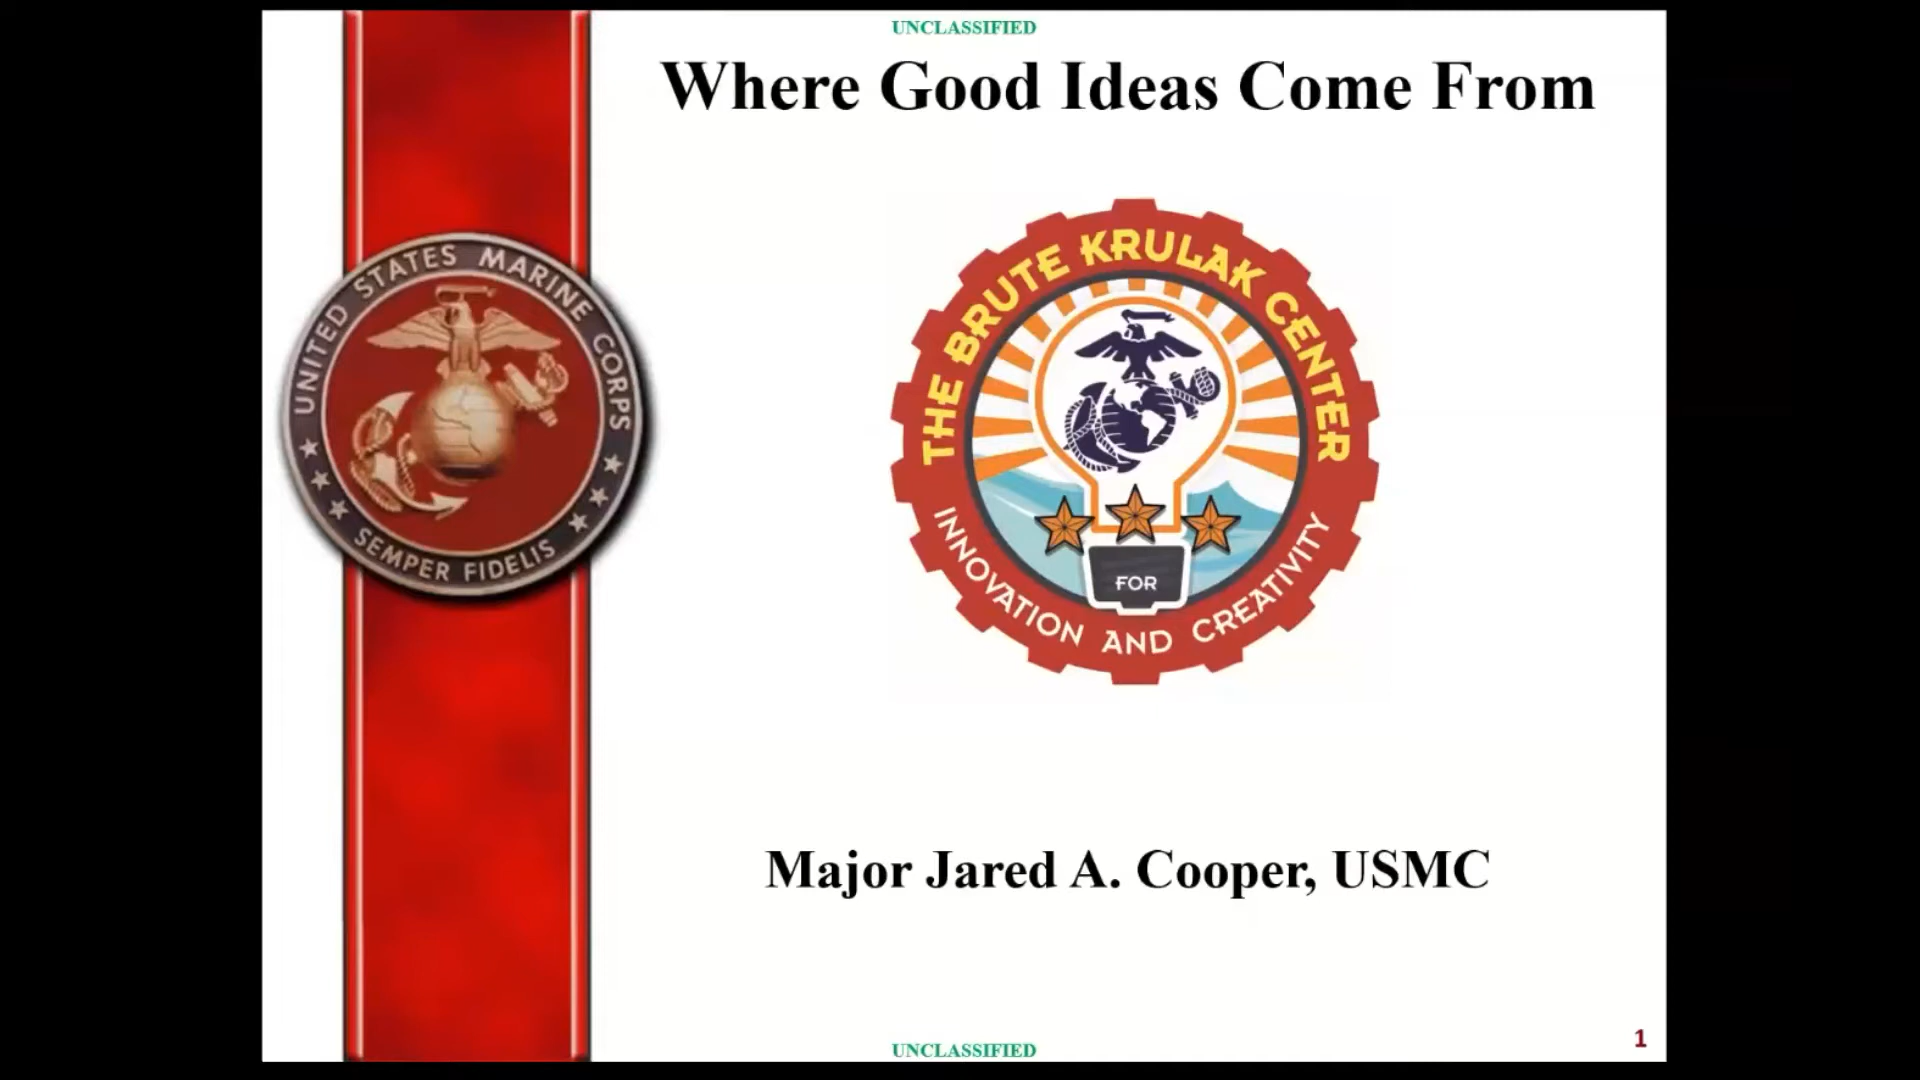 UNCLASSIFIED
Where Good Ideas Come From
UNITED STATES MARINE CORPS
SEMPER FIDELIS
THE BRUTE KRULAK CENTER
FOR
INNOVATION AND CREATIVITY
Major Jared A. Cooper, USMC
UNCLASSIFIED
1